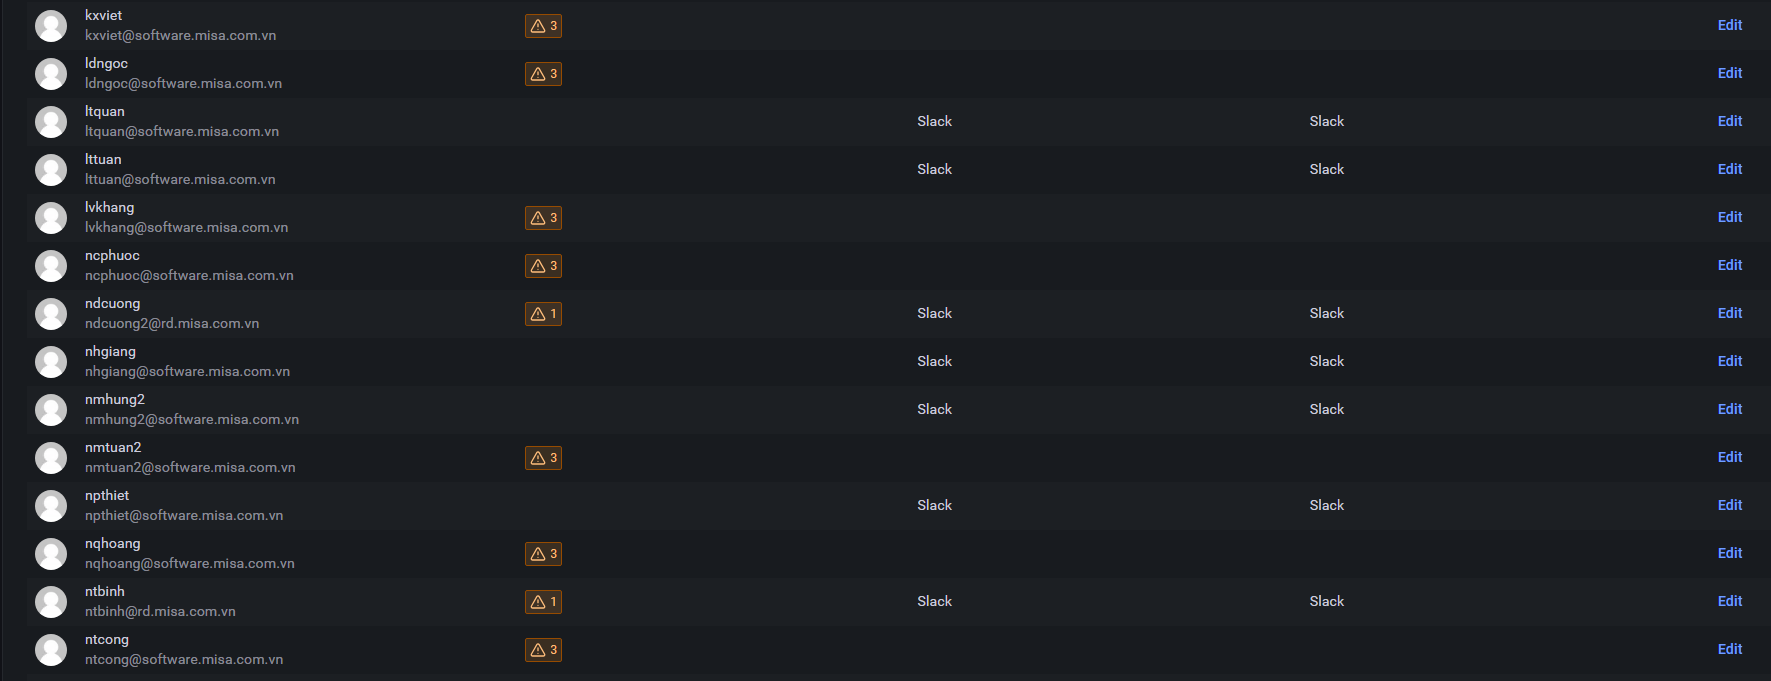 kxviet
kxviet@software.misa.com.vn
3
Edit
ldngoc
ldngoc@software.misa.com.vn
3
Edit
ltquan
ltquan@software.misa.com.vn
Slack
Slack
Edit
lttuan
lttuan@software.misa.com.vn
Slack
Slack
Edit
lvkhang
lvkhang@software.misa.com.vn
3
Edit
ncphuoc
ncphuoc@software.misa.com.vn
3
Edit
ndcuong
ndcuong2@rd.misa.com.vn
1
Slack
Slack
Edit
nhgiang
nhgiang@software.misa.com.vn
Slack
Slack
Edit
nmhung2
nmhung2@software.misa.com.vn
Slack
Slack
Edit
nmtuan2
nmtuan2@software.misa.com.vn
3
Edit
npthiet
npthiet@software.misa.com.vn
Slack
Slack
Edit
nqhoang
nqhoang@software.misa.com.vn
3
Edit
ntbinh
ntbinh@rd.misa.com.vn
1
Slack
Slack
Edit
ntcong
ntcong@software.misa.com.vn
3
Edit